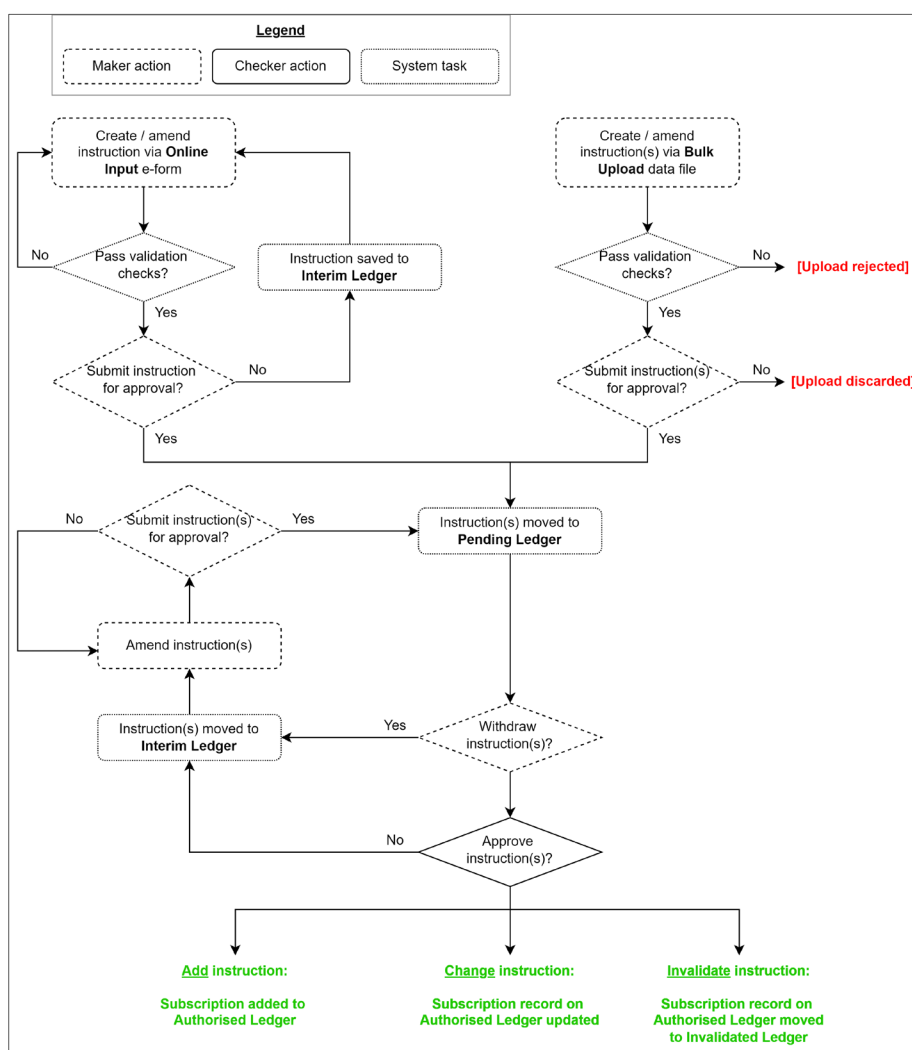 Legend
Maker action
Checker action
System task
Create / amend
instruction via Online
Input e-form
Create / amend
instruction(s) via Bulk
Upload data file
No
Pass validation
checks?
Instruction saved to
Interim Ledger
Pass validation
checks?
No
[Upload rejected]
Yes
Yes
Submit instruction
for approval?
No
Submit instruction(s)
for approval?
No
[Upload discarded]
Yes
Yes
No
Submit instruction(s)
for approval?
Yes
Instruction(s) moved to
Pending Ledger
Amend instruction(s)
Instruction(s) moved to
Interim Ledger
Yes
Withdraw
instruction(s)?
No
Approve
instruction(s)?
Add instruction:
Subscription added to
Authorised Ledger
Change instruction:
Subscription record on
Authorised Ledger updated
Invalidate instruction:
Subscription record on
Authorised Ledger moved
to Invalidated Ledger